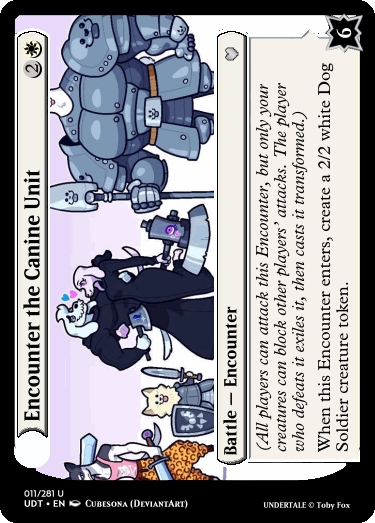 Encounter the Canine Unit
2
Battle — Encounter
(All players can attack this Encounter, but only your
creatures can block other players' attacks. The player
who defeats it exiles it, then casts it transformed.)
When this Encounter enters, create a 2/2 white Dog
Soldier creature token.
6
011/281 U
UDT • EN Cubesona (DeviantArt)
UNDERTALE © Toby Fox